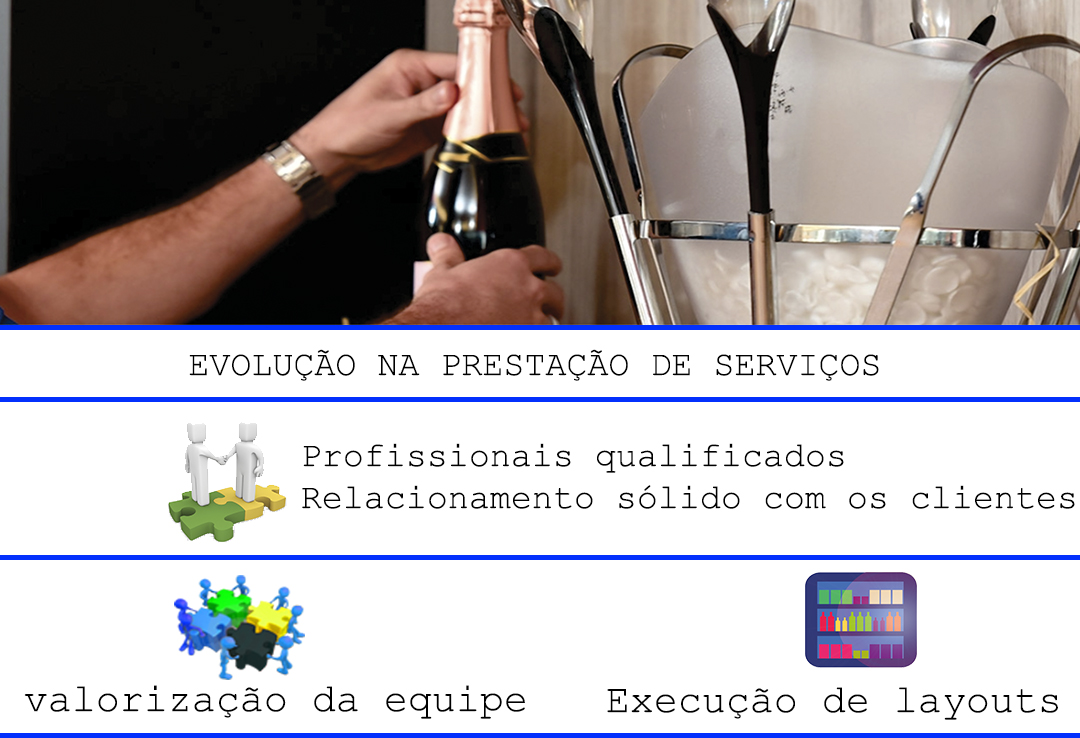 EVOLUÇÃO NA PRESTAÇÃO DE SERVIÇOS
Profissionais qualificados
Relacionamento sólido com os clientes
valorização da equipe
Execução de layouts